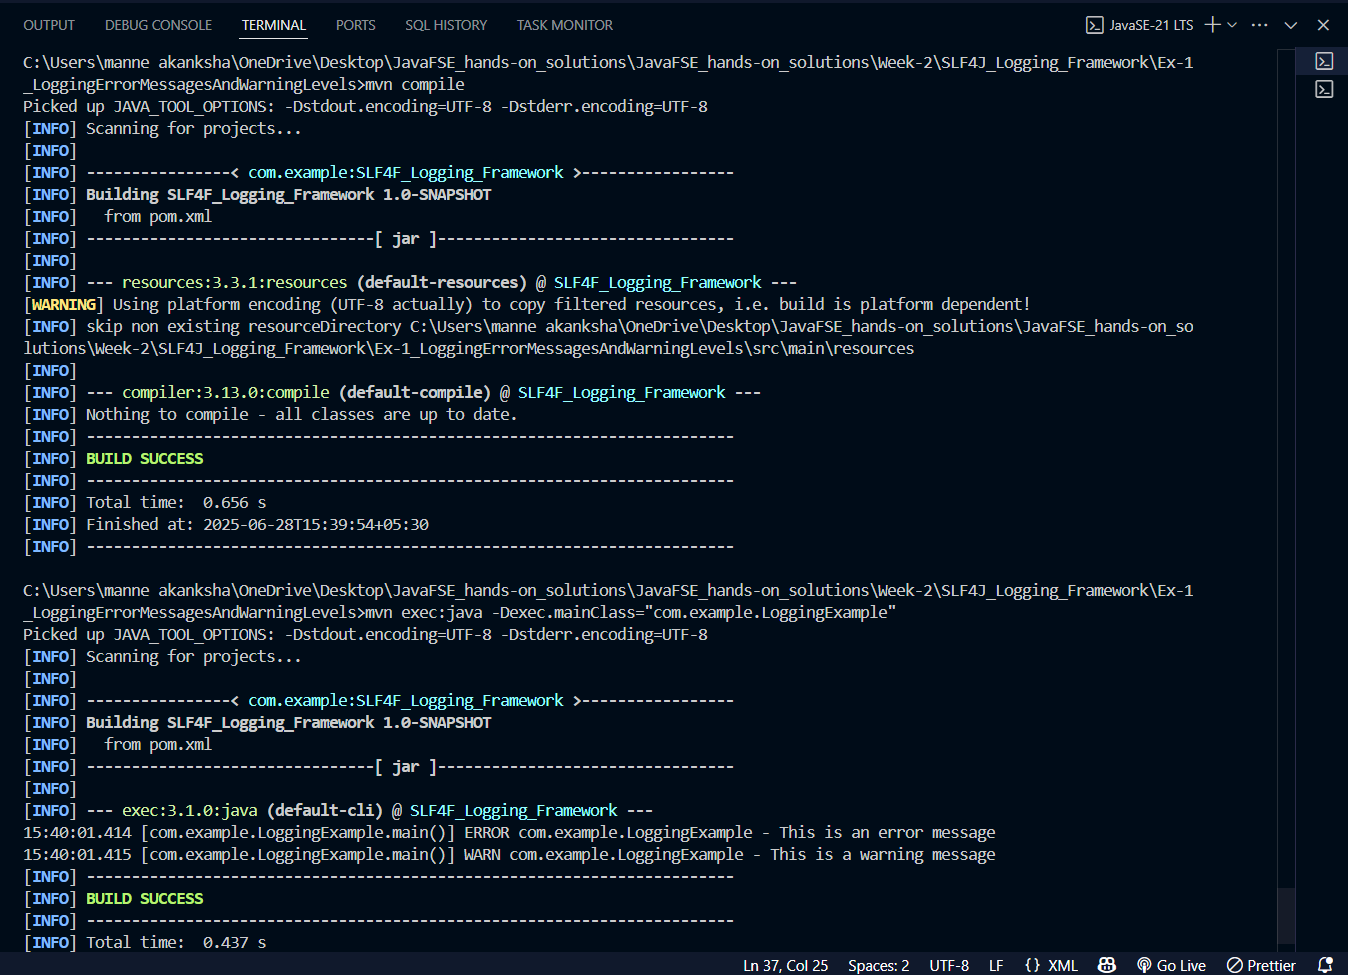 OUTPUT DEBUG CONSOLE TERMINAL PORTS SQL HISTORY TASK MONITOR JavaSE-21 LTS
C:\Users\manne akanksha\OneDrive\Desktop\JavaFSE_hands-on_solutions\JavaFSE_hands-on_solutions\Week-2\SLF4J_Logging_Framework\Ex-1
_LoggingErrorMessagesAndWarningLevels>mvn compile
Picked up JAVA_TOOL_OPTIONS: -Dstdout.encoding=UTF-8 -Dstderr.encoding=UTF-8
[INFO] Scanning for projects...
[INFO]
[INFO] ----------------< com.example:SLF4F_Logging_Framework >-----------------
[INFO] Building SLF4F_Logging_Framework 1.0-SNAPSHOT
[INFO]   from pom.xml
[INFO] --------------------------------[ jar ]---------------------------------
[INFO]
[INFO] --- resources:3.3.1:resources (default-resources) @ SLF4F_Logging_Framework ---
[WARNING] Using platform encoding (UTF-8 actually) to copy filtered resources, i.e. build is platform dependent!
[INFO] skip non existing resourceDirectory C:\Users\manne akanksha\OneDrive\Desktop\JavaFSE_hands-on_solutions\JavaFSE_hands-on_so
lutions\Week-2\SLF4J_Logging_Framework\Ex-1_LoggingErrorMessagesAndWarningLevels\src\main\resources
[INFO]
[INFO] --- compiler:3.13.0:compile (default-compile) @ SLF4F_Logging_Framework ---
[INFO] Nothing to compile - all classes are up to date.
[INFO] ------------------------------------------------------------------------
[INFO] BUILD SUCCESS
[INFO] ------------------------------------------------------------------------
[INFO] Total time:  0.656 s
[INFO] Finished at: 2025-06-28T15:39:54+05:30
[INFO] ------------------------------------------------------------------------
C:\Users\manne akanksha\OneDrive\Desktop\JavaFSE_hands-on_solutions\JavaFSE_hands-on_solutions\Week-2\SLF4J_Logging_Framework\Ex-1
_LoggingErrorMessagesAndWarningLevels>mvn exec:java -Dexec.mainClass="com.example.LoggingExample"
Picked up JAVA_TOOL_OPTIONS: -Dstdout.encoding=UTF-8 -Dstderr.encoding=UTF-8
[INFO] Scanning for projects...
[INFO]
[INFO] ----------------< com.example:SLF4F_Logging_Framework >-----------------
[INFO] Building SLF4F_Logging_Framework 1.0-SNAPSHOT
[INFO]   from pom.xml
[INFO] --------------------------------[ jar ]---------------------------------
[INFO]
[INFO] --- exec:3.1.0:java (default-cli) @ SLF4F_Logging_Framework ---
15:40:01.414 [com.example.LoggingExample.main()] ERROR com.example.LoggingExample - This is an error message
15:40:01.415 [com.example.LoggingExample.main()] WARN com.example.LoggingExample - This is a warning message
[INFO] ------------------------------------------------------------------------
[INFO] BUILD SUCCESS
[INFO] ------------------------------------------------------------------------
[INFO] Total time:  0.437 s
Ln 37, Col 25 Spaces: 2 UTF-8 LF {} XML Go Live Prettier